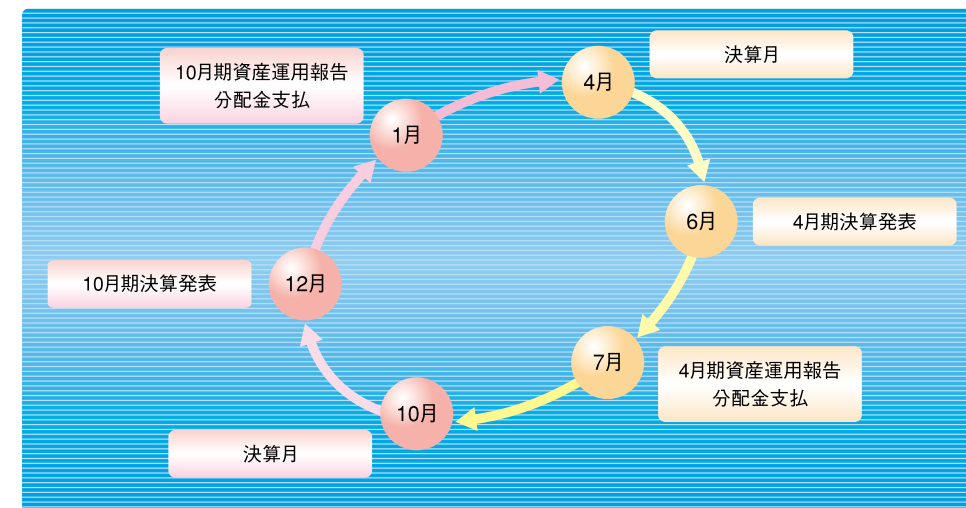 決算月
4月
10月期資産運用報告
分配金支払
1月
6月
4月期決算発表
12月
10月期決算発表
7月
4月期資産運用報告
分配金支払
10月
決算月